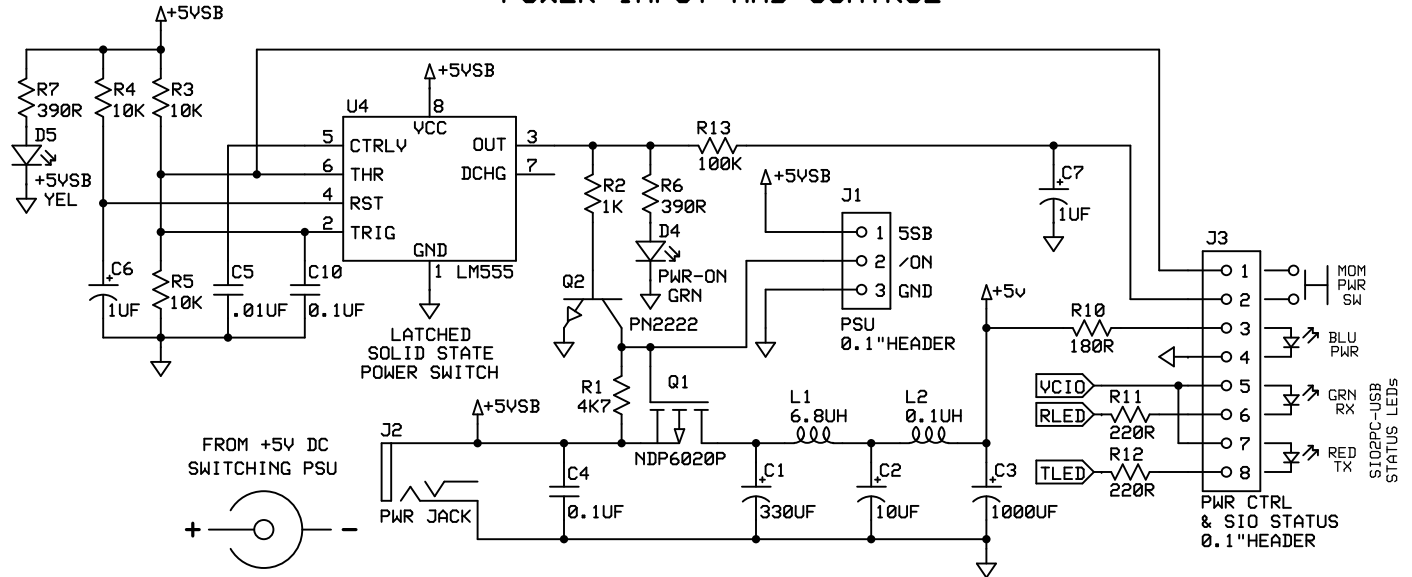 +5VSB
R7
390R
R4
10K
R3
10K
D5
+5VSB
YEL
C6
1UF
R5
10K
C5
.01UF
C10
0.1UF
U4
+5VSB
8
VCC
5 CTRLV
6 THR
4 RST
2 TRIG
OUT 3
DCHG 7
GND
1
LM555
LATCHED
SOLID STATE
POWER SWITCH
R2
1K
R6
390R
D4
PWR-ON
GRN
Q2
PN2222
R13
100K
+5VSB
J1
1 5SB
2 /ON
3 GND
PSU
0.1"HEADER
C7
+
1UF
R1
4K7
Q1
NDP6020P
FROM +5V DC
SWITCHING PSU
+ -
J2
PWR JACK
+5VSB
C4
0.1UF
L1
6.8UH
L2
0.1UH
+C1
330UF
+C2
10UF
+C3
1000UF
+5v
R10
180R
VCIO
RLED
R11
220R
TLED
R12
220R
J3
1
2
3
4
5
6
7
8
PWR CTRL
& SIO STATUS
0.1"HEADER
MOM
PWR
SW
BLU
PWR
GRN
RX
RED
TX
SIO2PC-USB
STATUS LEDs